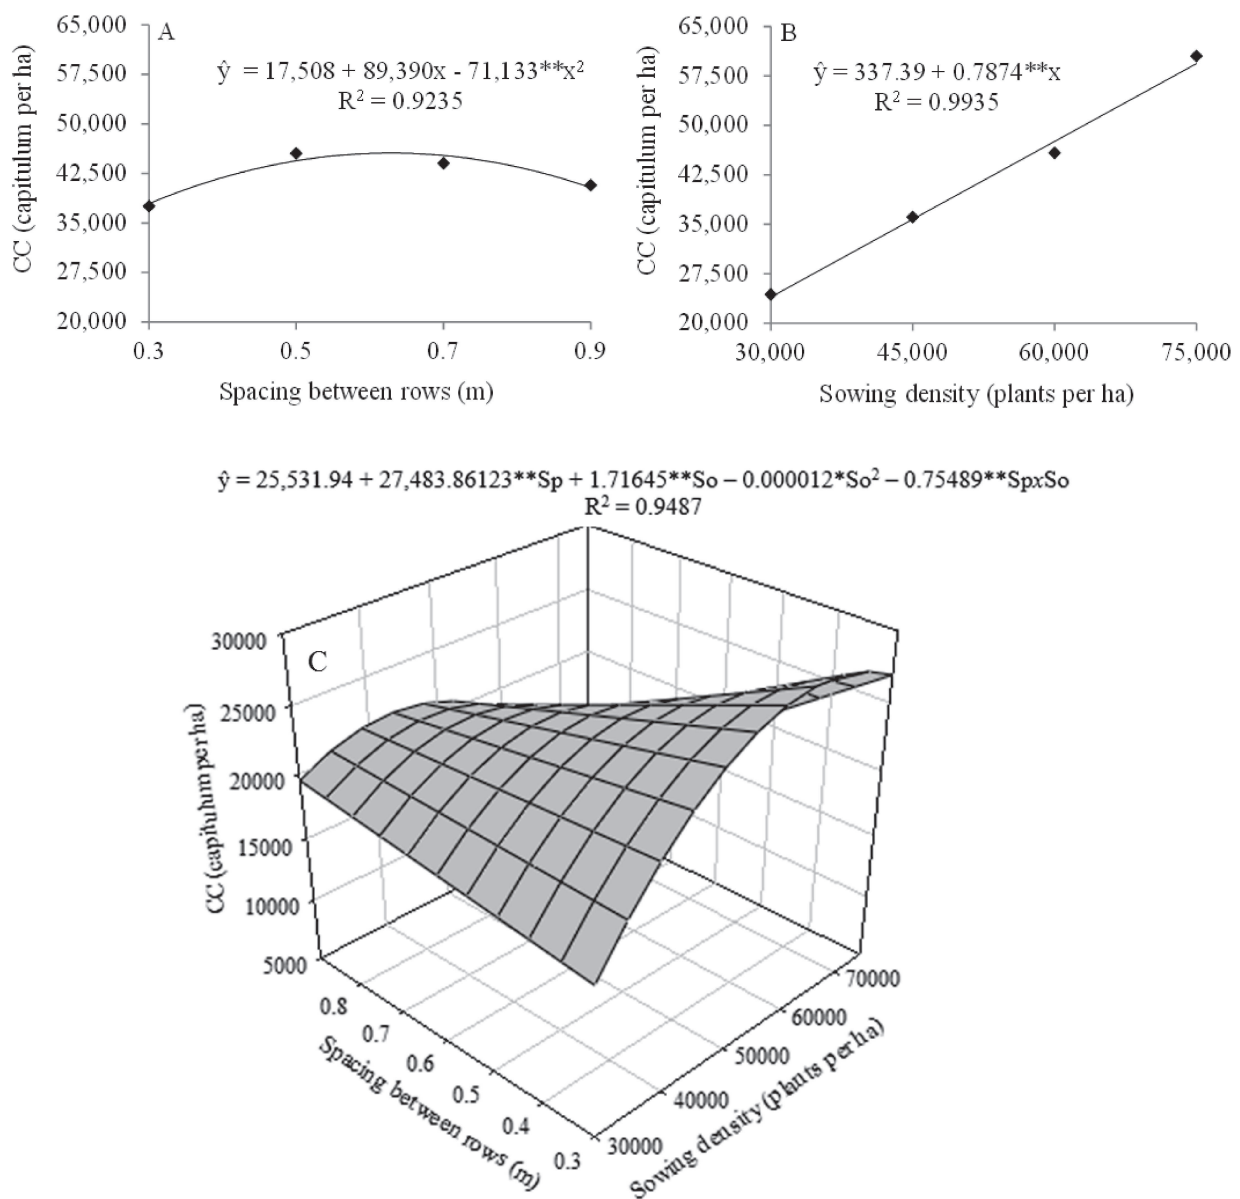 A
ŷ = 17,508 + 89,390x - 71,133**x²
R² = 0.9235
CC (capitulum per ha)
65,000
57,500
50,000
42,500
35,000
27,500
20,000
0.3 0.5 0.7 0.9
Spacing between rows (m)
B
ŷ = 337.39 + 0.7874**x
R² = 0.9935
CC (capitulum per ha)
65,000
57,500
50,000
42,500
35,000
27,500
20,000
30,000 45,000 60,000 75,000
Sowing density (plants per ha)
ŷ = 25,531.94 + 27,483.86123**Sp + 1.71645**So – 0.000012*So² – 0.75489**SpxSo
R² = 0.9487
C
CC (capitulum per ha)
30000
25000
20000
15000
10000
5000
0.8
0.7
0.6
0.5
0.4
0.3
Spacing between rows (m)
70000
60000
50000
40000
30000
Sowing density (plants per ha)